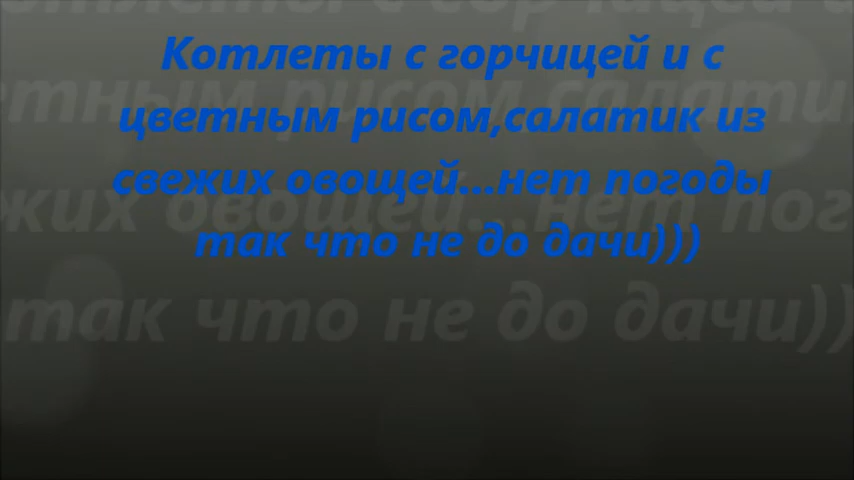 Котлеты с горчицей и с
цветным рисом,салатик из
свежих овощей...нет погоды
так что не до дачи)))